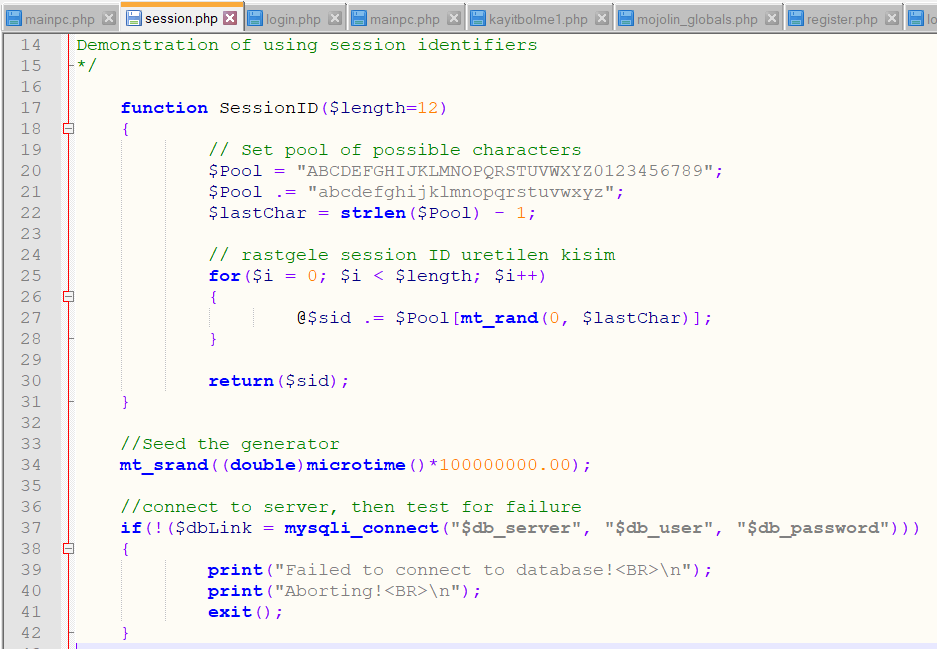 mainpc.php session.php login.php mainpc.php kayitbolme1.php mojolin_globals.php register.php lo
14 Demonstration of using session identifiers
15 */
16
17 function SessionID($length=12)
18 {
19 // Set pool of possible characters
20 $Pool = "ABCDEFGHIJKLMNOPQRSTUVWXYZ0123456789";
21 $Pool .= "abcdefghijklmnopqrstuvwxyz";
22 $lastChar = strlen($Pool) - 1;
23
24 // rastgele session ID uretilen kisim
25 for($i = 0; $i < $length; $i++)
26 {
27 @$sid .= $Pool[mt_rand(0, $lastChar)];
28 }
29
30 return($sid);
31 }
32
33 //Seed the generator
34 mt_srand((double)microtime()*100000000.00);
35
36 //connect to server, then test for failure
37 if(!($dbLink = mysqli_connect("$db_server", "$db_user", "$db_password")))
38 {
39 print("Failed to connect to database!<BR>\n");
40 print("Aborting!<BR>\n");
41 exit();
42 }